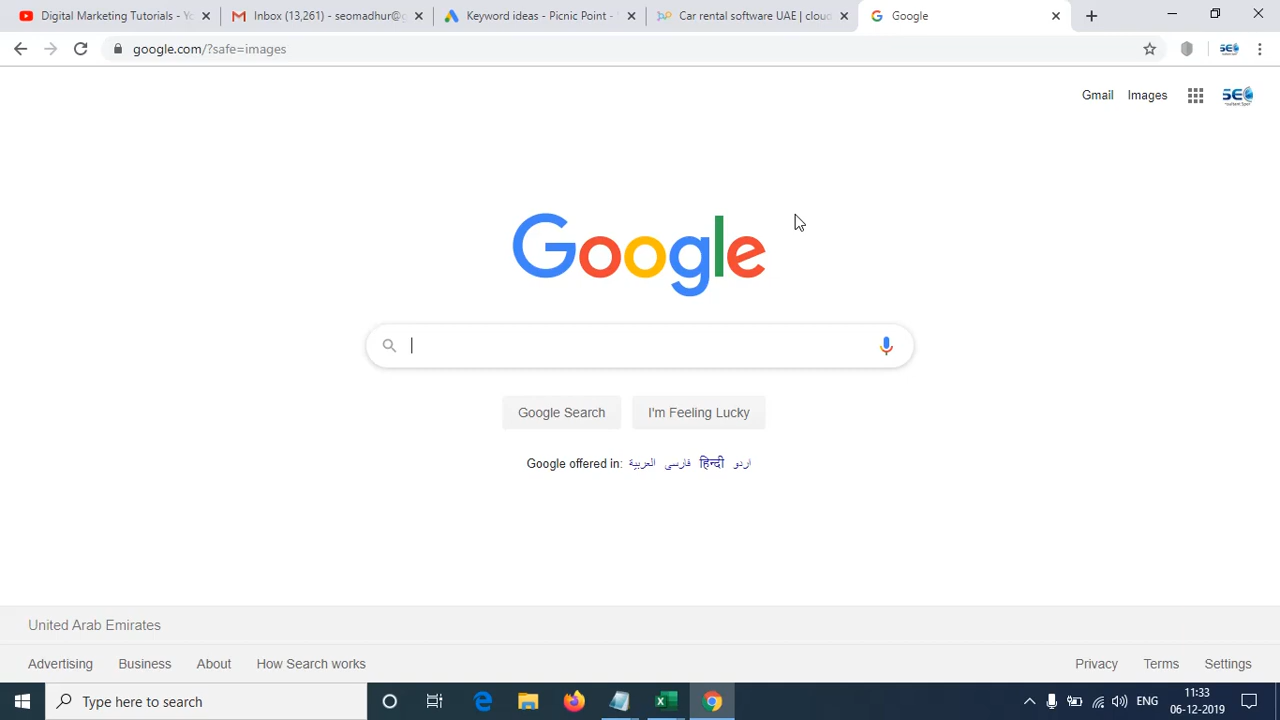 Digital Marketing Tutorials - Yo
Inbox (13,261) - seomadhur@g
Keyword ideas - Picnic Point -
Car rental software UAE | cloud
Google
google.com/?safe=images
Gmail
Images
SEO
Google
Google Search
I'm Feeling Lucky
Google offered in: العربية فارسی हिन्दी اردو
United Arab Emirates
Advertising
Business
About
How Search works
Privacy
Terms
Settings
Type here to search
ENG
11:33
06-12-2019